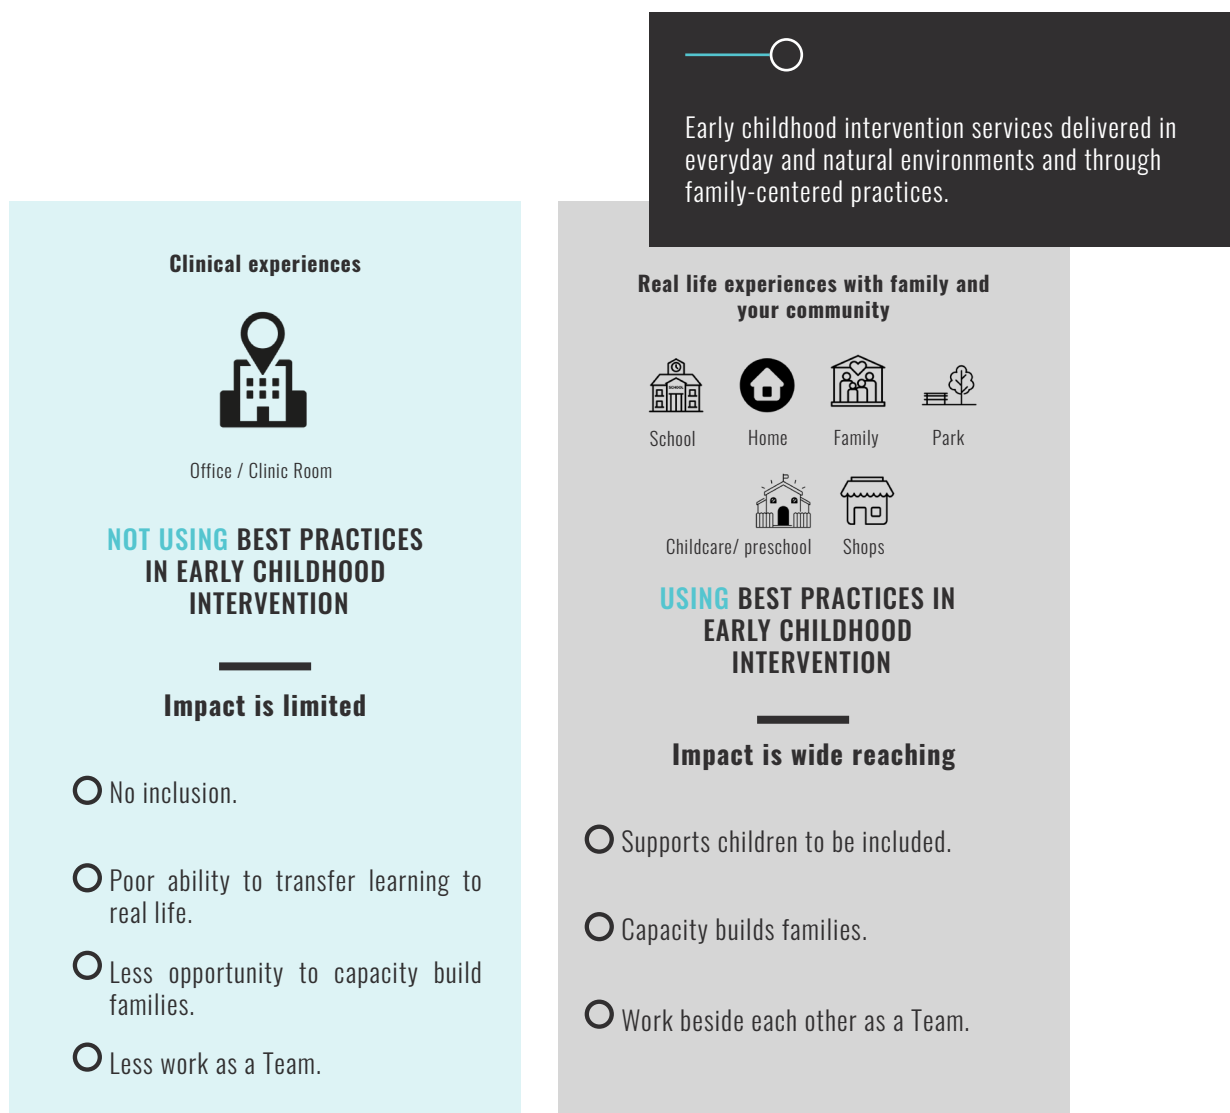 Early childhood intervention services delivered in
everyday and natural environments and through
family-centered practices.
Clinical experiences
Office / Clinic Room
NOT USING BEST PRACTICES
IN EARLY CHILDHOOD
INTERVENTION
Impact is limited
No inclusion.
Poor ability to transfer learning to
real life.
Less opportunity to capacity build
families.
Less work as a Team.
Real life experiences with family and
your community
SCHOOL
School
Home
Family
Park
Childcare/ preschool
Shops
USING BEST PRACTICES IN
EARLY CHILDHOOD
INTERVENTION
Impact is wide reaching
Supports children to be included.
Capacity builds families.
Work beside each other as a Team.